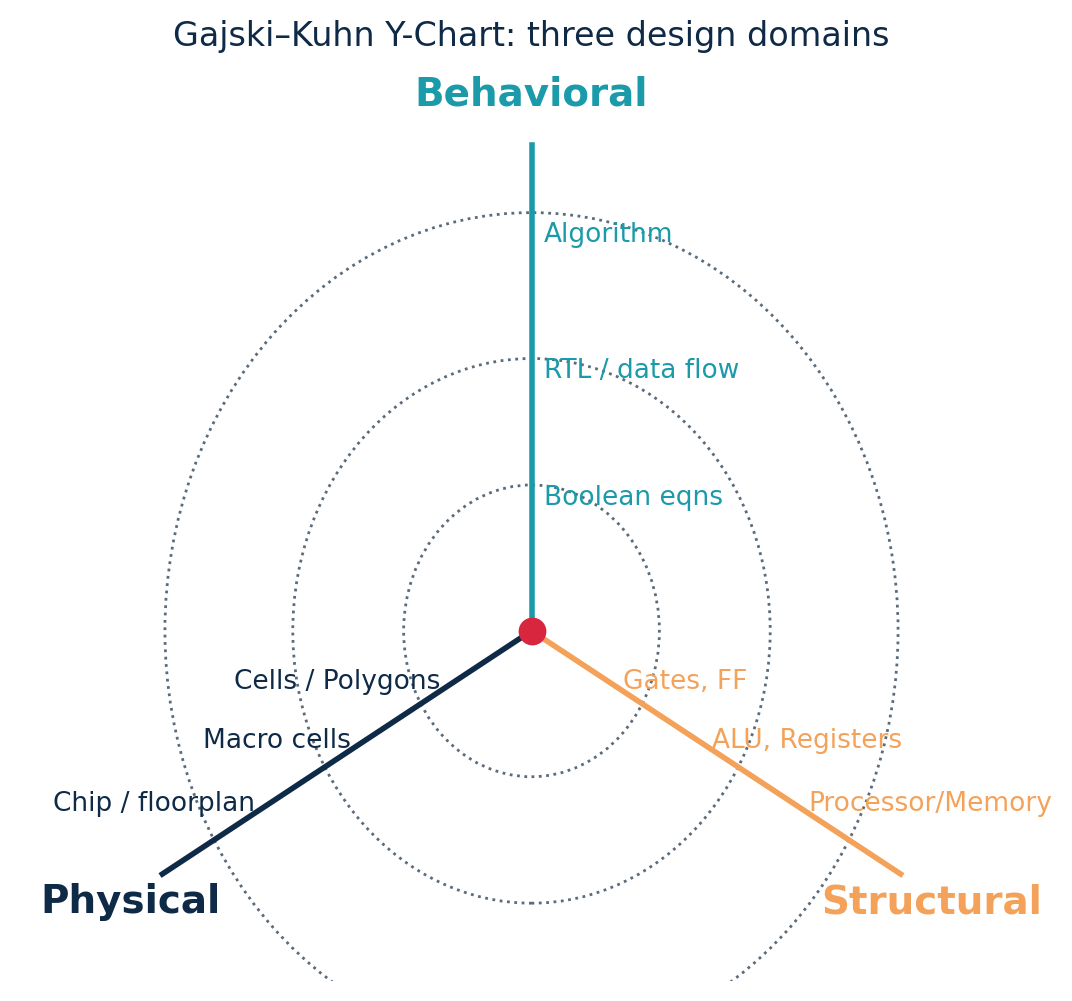 Gajski–Kuhn Y-Chart: three design domains
Behavioral
Algorithm
RTL / data flow
Boolean eqns
Cells / Polygons
Gates, FF
Macro cells
ALU, Registers
Chip / floorplan
Processor/Memory
Physical
Structural